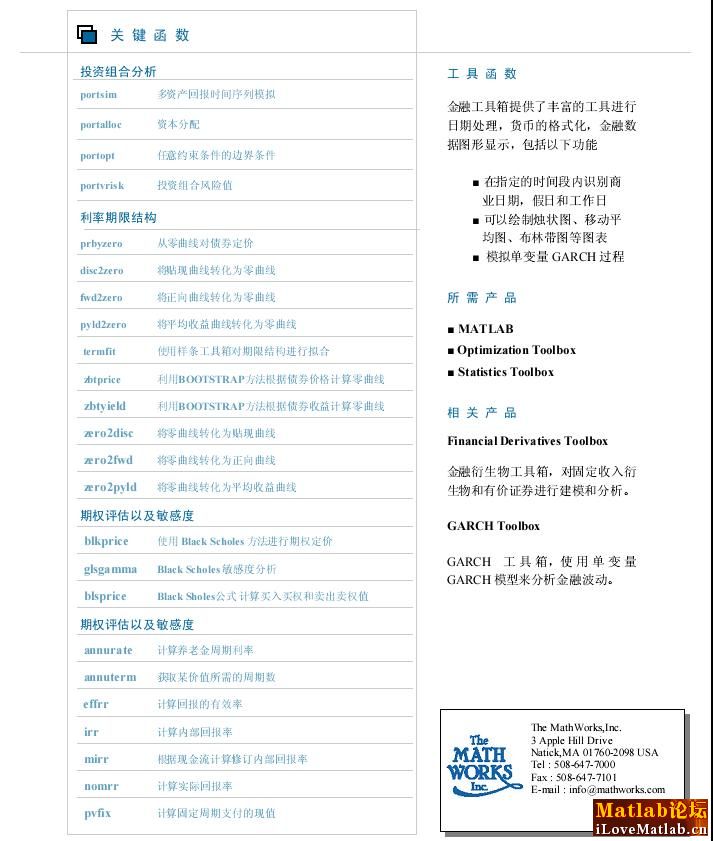 关键函数
投资组合分析
portsim 多资产回报时间序列模拟
portalloc 资本分配
portopt 任意约束条件的边界条件
portvrisk 投资组合风险值
利率期限结构
prbyzero 从零曲线对债券定价
disc2zero 将贴现曲线转化为零曲线
fwd2zero 将正向曲线转化为零曲线
pyld2zero 将平均收益曲线转化为零曲线
termfit 使用样条工具箱对期限结构进行拟合
zbtprice 利用BOOTSTRAP方法根据债券价格计算零曲线
zbtyield 利用BOOTSTRAP方法根据债券收益计算零曲线
zero2disc 将零曲线转化为贴现曲线
zero2fwd 将零曲线转化为正向曲线
zero2pyld 将零曲线转化为平均收益曲线
期权评估以及敏感度
blkprice 使用 Black Scholes 方法进行期权定价
glsgamma Black Scholes 敏感度分析
blsprice Black Sholes公式 计算买入买权和卖出卖权值
期权评估以及敏感度
annurate 计算养老金周期利率
annuterm 获取某价值所需的周期数
effrr 计算回报的有效率
irr 计算内部回报率
mirr 根据现金流计算修订内部回报率
nomrr 计算实际回报率
pvfix 计算固定周期支付的现值
工具函数
金融工具箱提供了丰富的工具进行
日期处理，货币的格式化，金融数
据图形显示，包括以下功能
■ 在指定的时间段内识别商
业日期，假日和工作日
■ 可以绘制烛状图、移动平
均图、布林带图等图表
■ 模拟单变量 GARCH 过程
所需产品
■ MATLAB
■ Optimization Toolbox
■ Statistics Toolbox
相关产品
Financial Derivatives Toolbox
金融衍生物工具箱，对固定收入衍
生物和有价证券进行建模和分析。
GARCH Toolbox
GARCH 工具箱，使用单变量
GARCH 模型来分析金融波动。
The
MATH
WORKS
Inc.
The MathWorks,Inc.
3 Apple Hill Drive
Natick,MA 01760-2098 USA
Tel : 508-647-7000
Fax : 508-647-7101
E-mail : info@mathworks.com
Matlab论坛
iLoveMatlab.cn